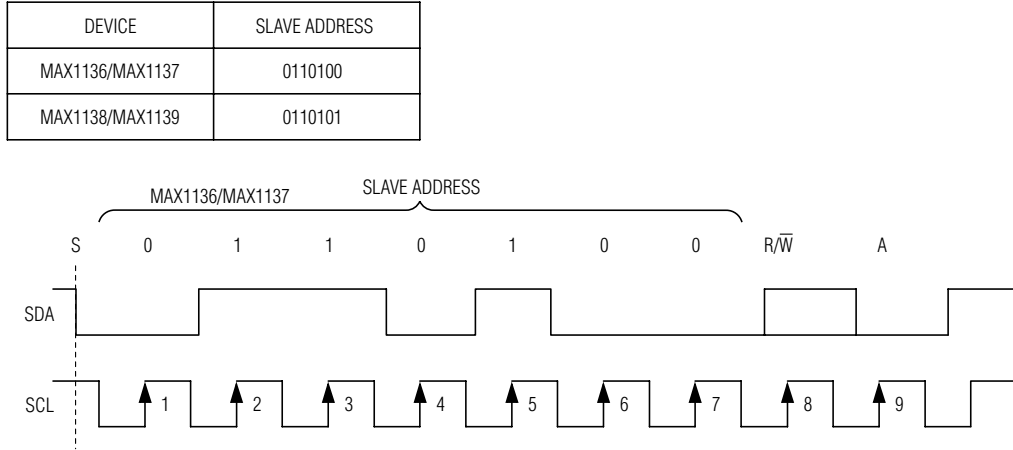 DEVICE SLAVE ADDRESS
MAX1136/MAX1137 0110100
MAX1138/MAX1139 0110101
MAX1136/MAX1137 SLAVE ADDRESS
S 0 1 1 0 1 0 0 R/W̅ A
SDA
SCL 1 2 3 4 5 6 7 8 9